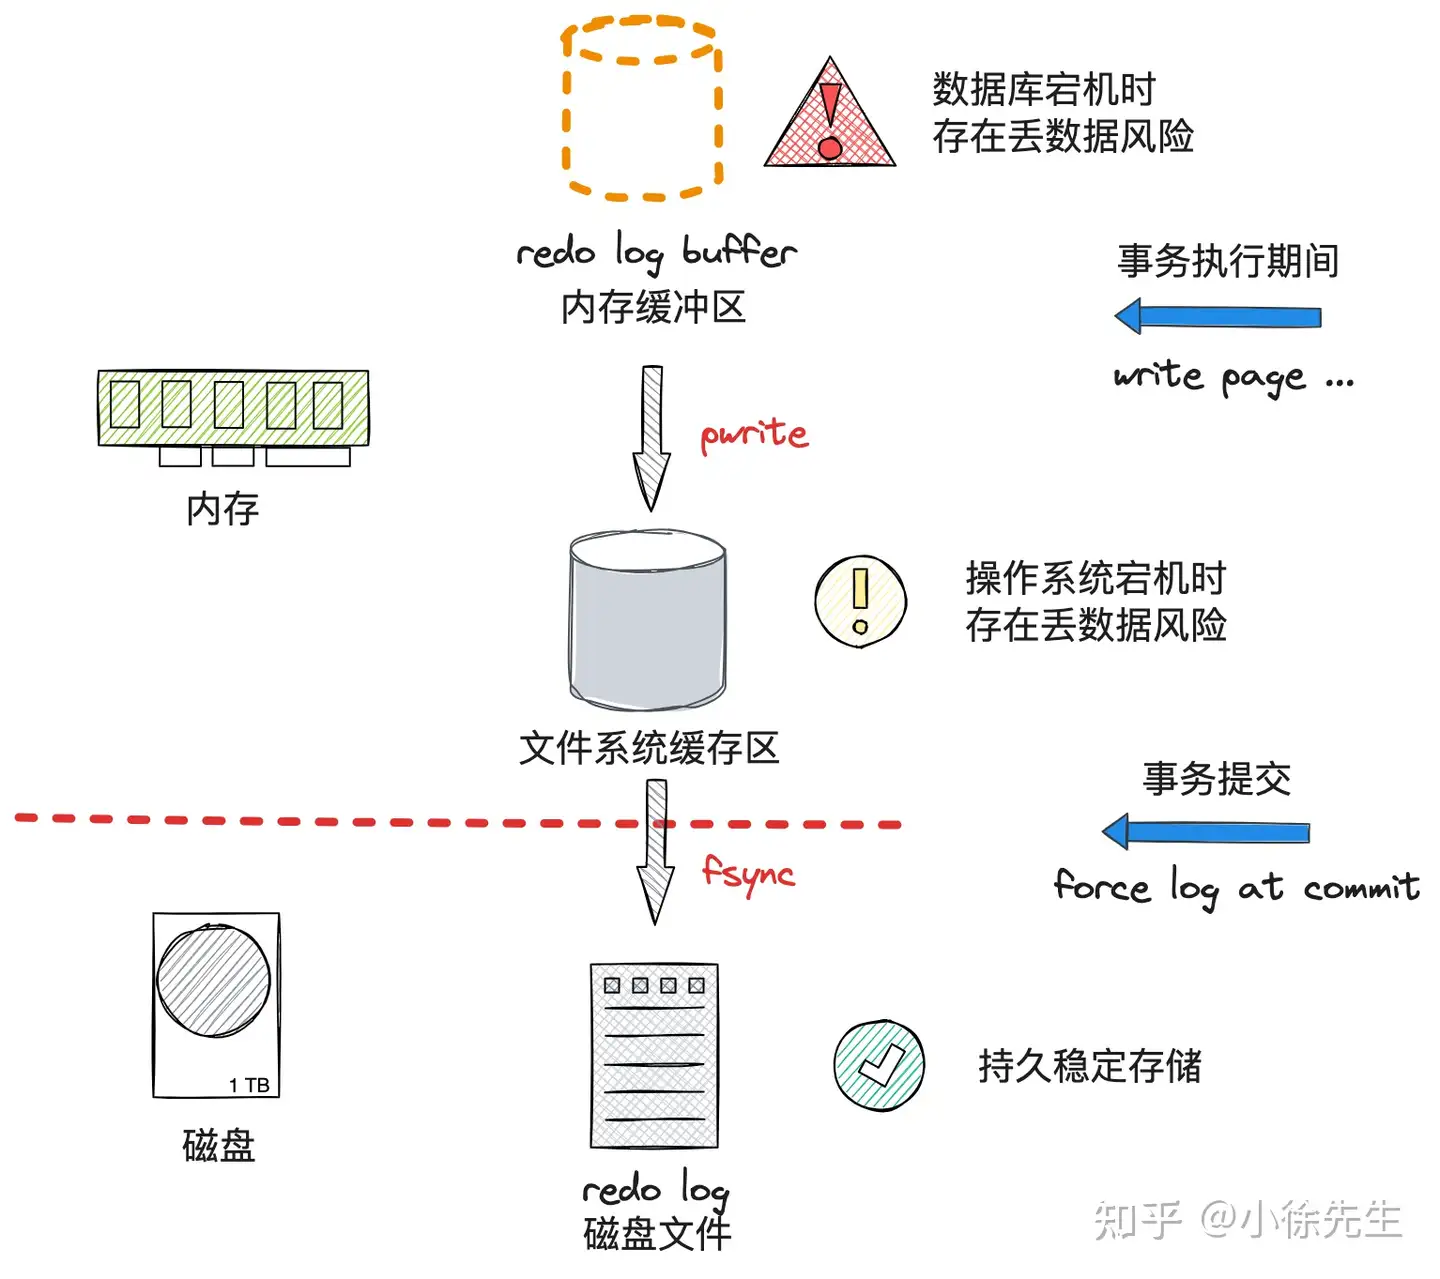 数据库宕机时
存在丢数据风险
redo log buffer
内存缓冲区
事务执行期间
write page ...
pwrite
内存
操作系统宕机时
存在丢数据风险
文件系统缓存区
事务提交
fsync
force log at commit
1 TB
持久稳定存储
磁盘
redo log
磁盘文件
知乎 @小徐先生